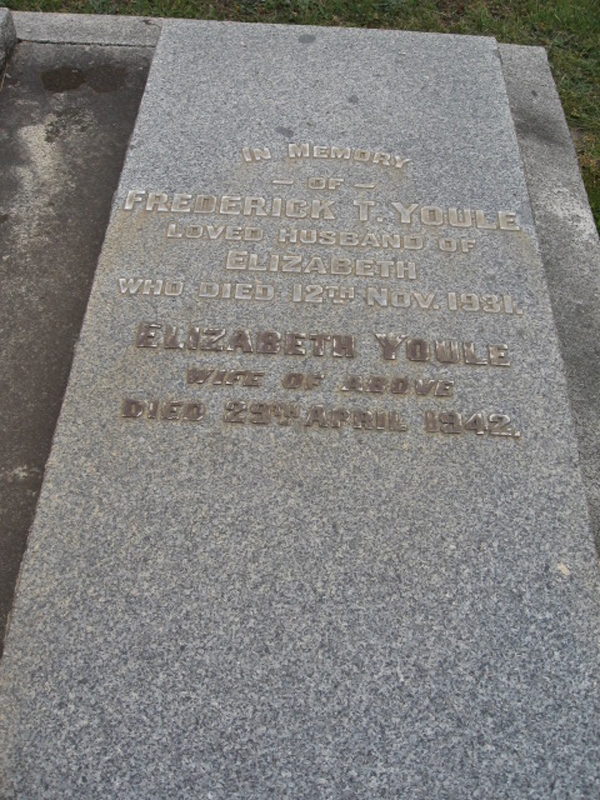 IN MEMORY
— OF —
FREDERICK T. YOULE
LOVED HUSBAND OF
ELIZABETH
WHO DIED 12TH NOV. 1931.
ELIZABETH YOULE
WIFE OF ABOVE
DIED 29TH APRIL 1942.